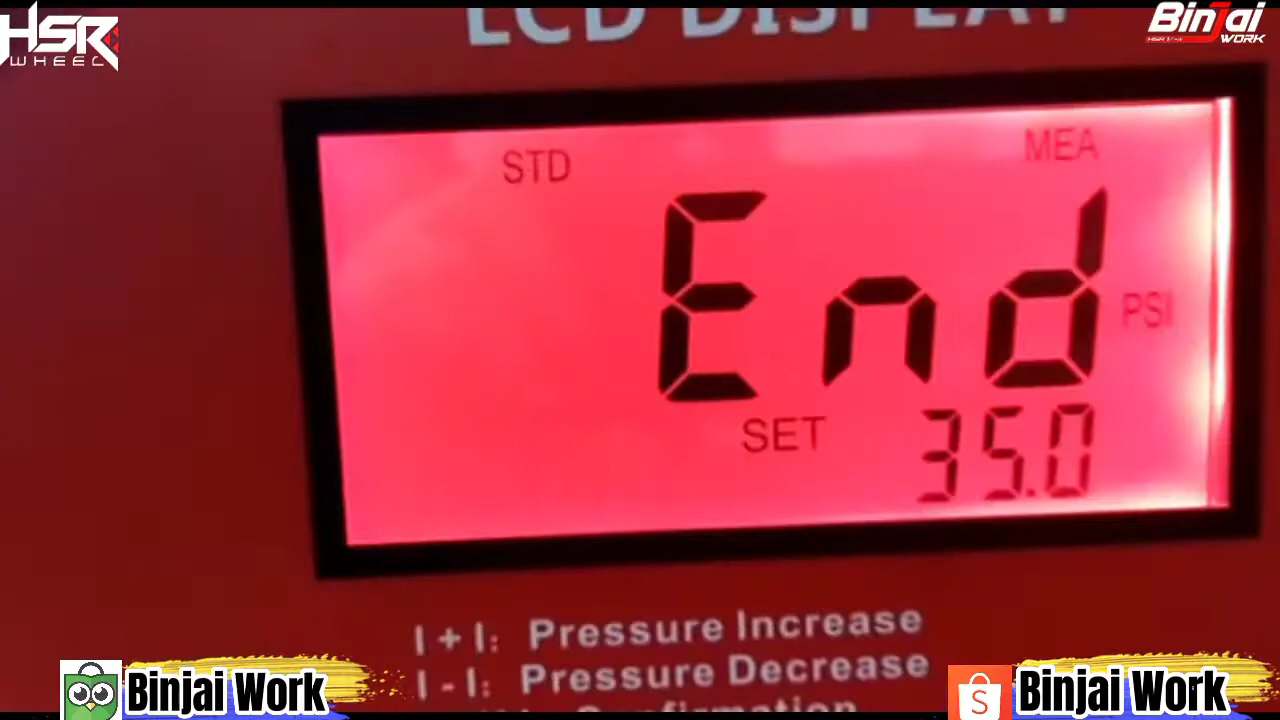 HSR
WHEEL
BinJai
WORK
LCD DISPLAY
STD
MEA
End
PSI
SET 35.0
|+|: Pressure Increase
|-|: Pressure Decrease
Confirmation
Binjai Work
Binjai Work